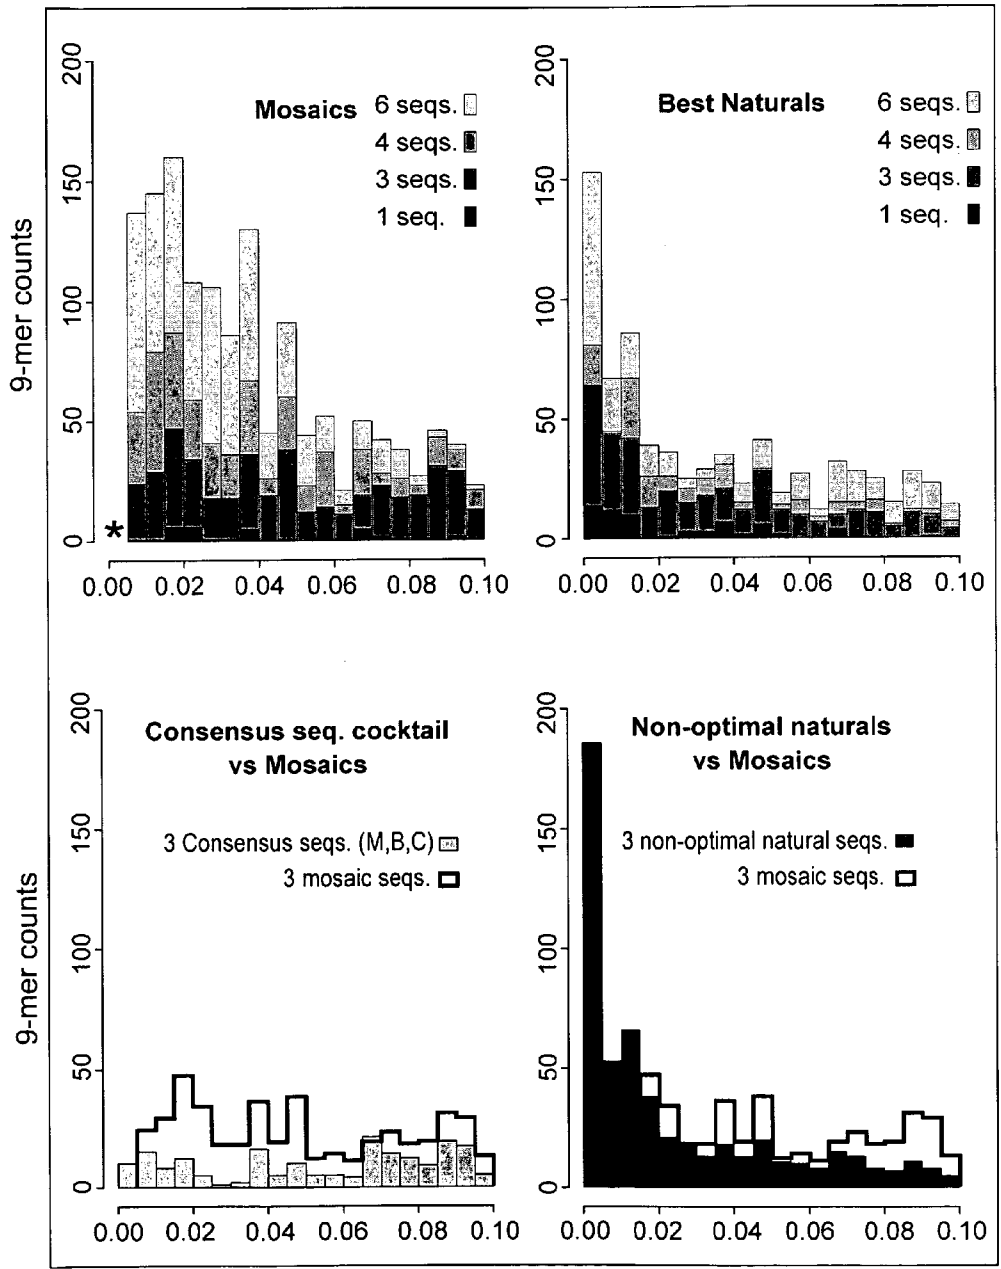 Mosaics
6 seqs.
4 seqs.
3 seqs.
1 seq.
9-mer counts
0
50
100
150
200
*
0.00 0.02 0.04 0.06 0.08 0.10
Best Naturals
6 seqs.
4 seqs.
3 seqs.
1 seq.
0
50
100
150
200
0.00 0.02 0.04 0.06 0.08 0.10
Consensus seq. cocktail
vs Mosaics
3 Consensus seqs. (M,B,C)
3 mosaic seqs.
9-mer counts
0
50
100
150
200
0.00 0.02 0.04 0.06 0.08 0.10
Non-optimal naturals
vs Mosaics
3 non-optimal natural seqs.
3 mosaic seqs.
0
50
100
150
200
0.00 0.02 0.04 0.06 0.08 0.10